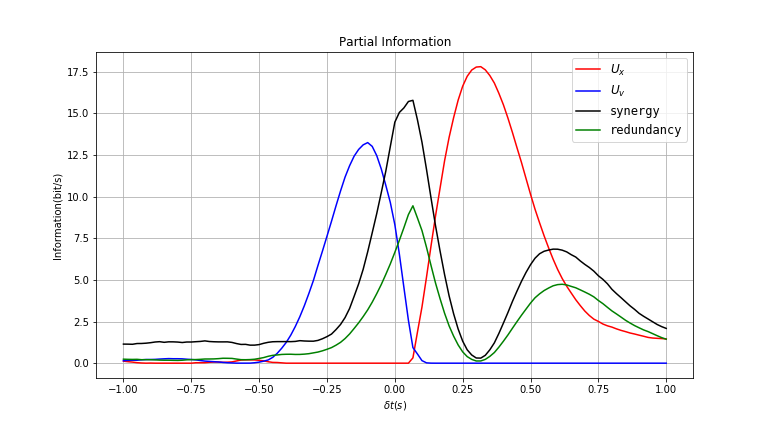 Partial Information
Information(bit/s)
17.5
15.0
12.5
10.0
7.5
5.0
2.5
0.0
−1.00 −0.75 −0.50 −0.25 0.00 0.25 0.50 0.75 1.00
δt(s)
Uₓ
Uᵥ
synergy
redundancy